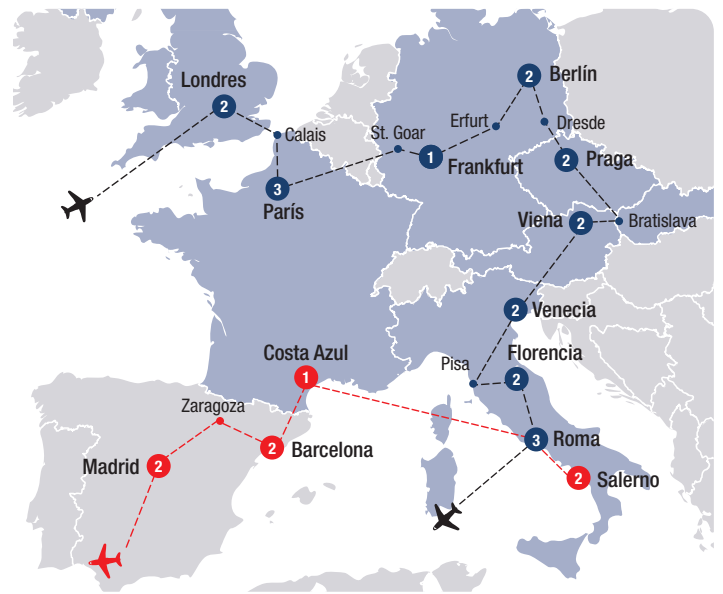 Londres
2
Calais
3
París
St. Goar
1
Frankfurt
Erfurt
2
Berlín
Dresde
2
Praga
Viena
2
Bratislava
2
Venecia
Pisa
Florencia
2
3
Roma
2
Salerno
Costa Azul
1
Zaragoza
2
Barcelona
Madrid
2